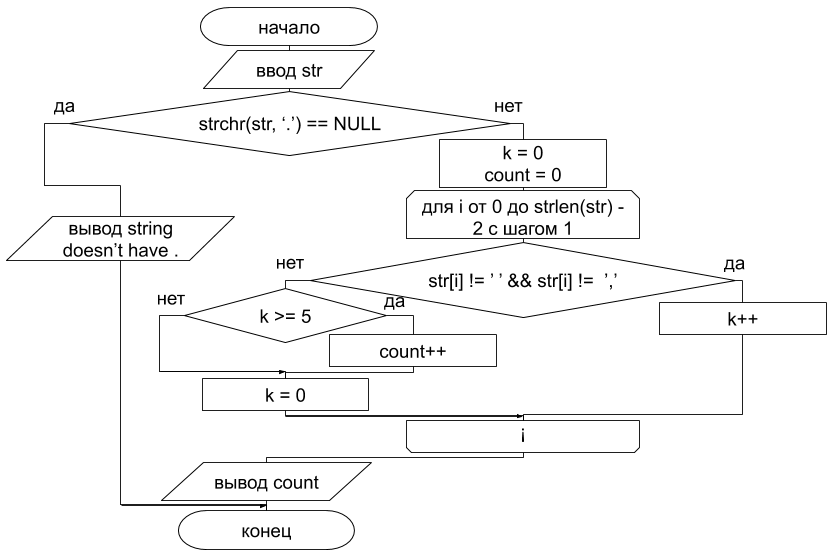 начало
ввод str
да
нет
strchr(str, ‘.’) == NULL
k = 0
count = 0
для i от 0 до strlen(str) -
2 с шагом 1
вывод string
doesn’t have .
нет
да
str[i] != ’ ’ && str[i] != ’,’
нет
да
k >= 5
k++
count++
k = 0
i
вывод count
конец